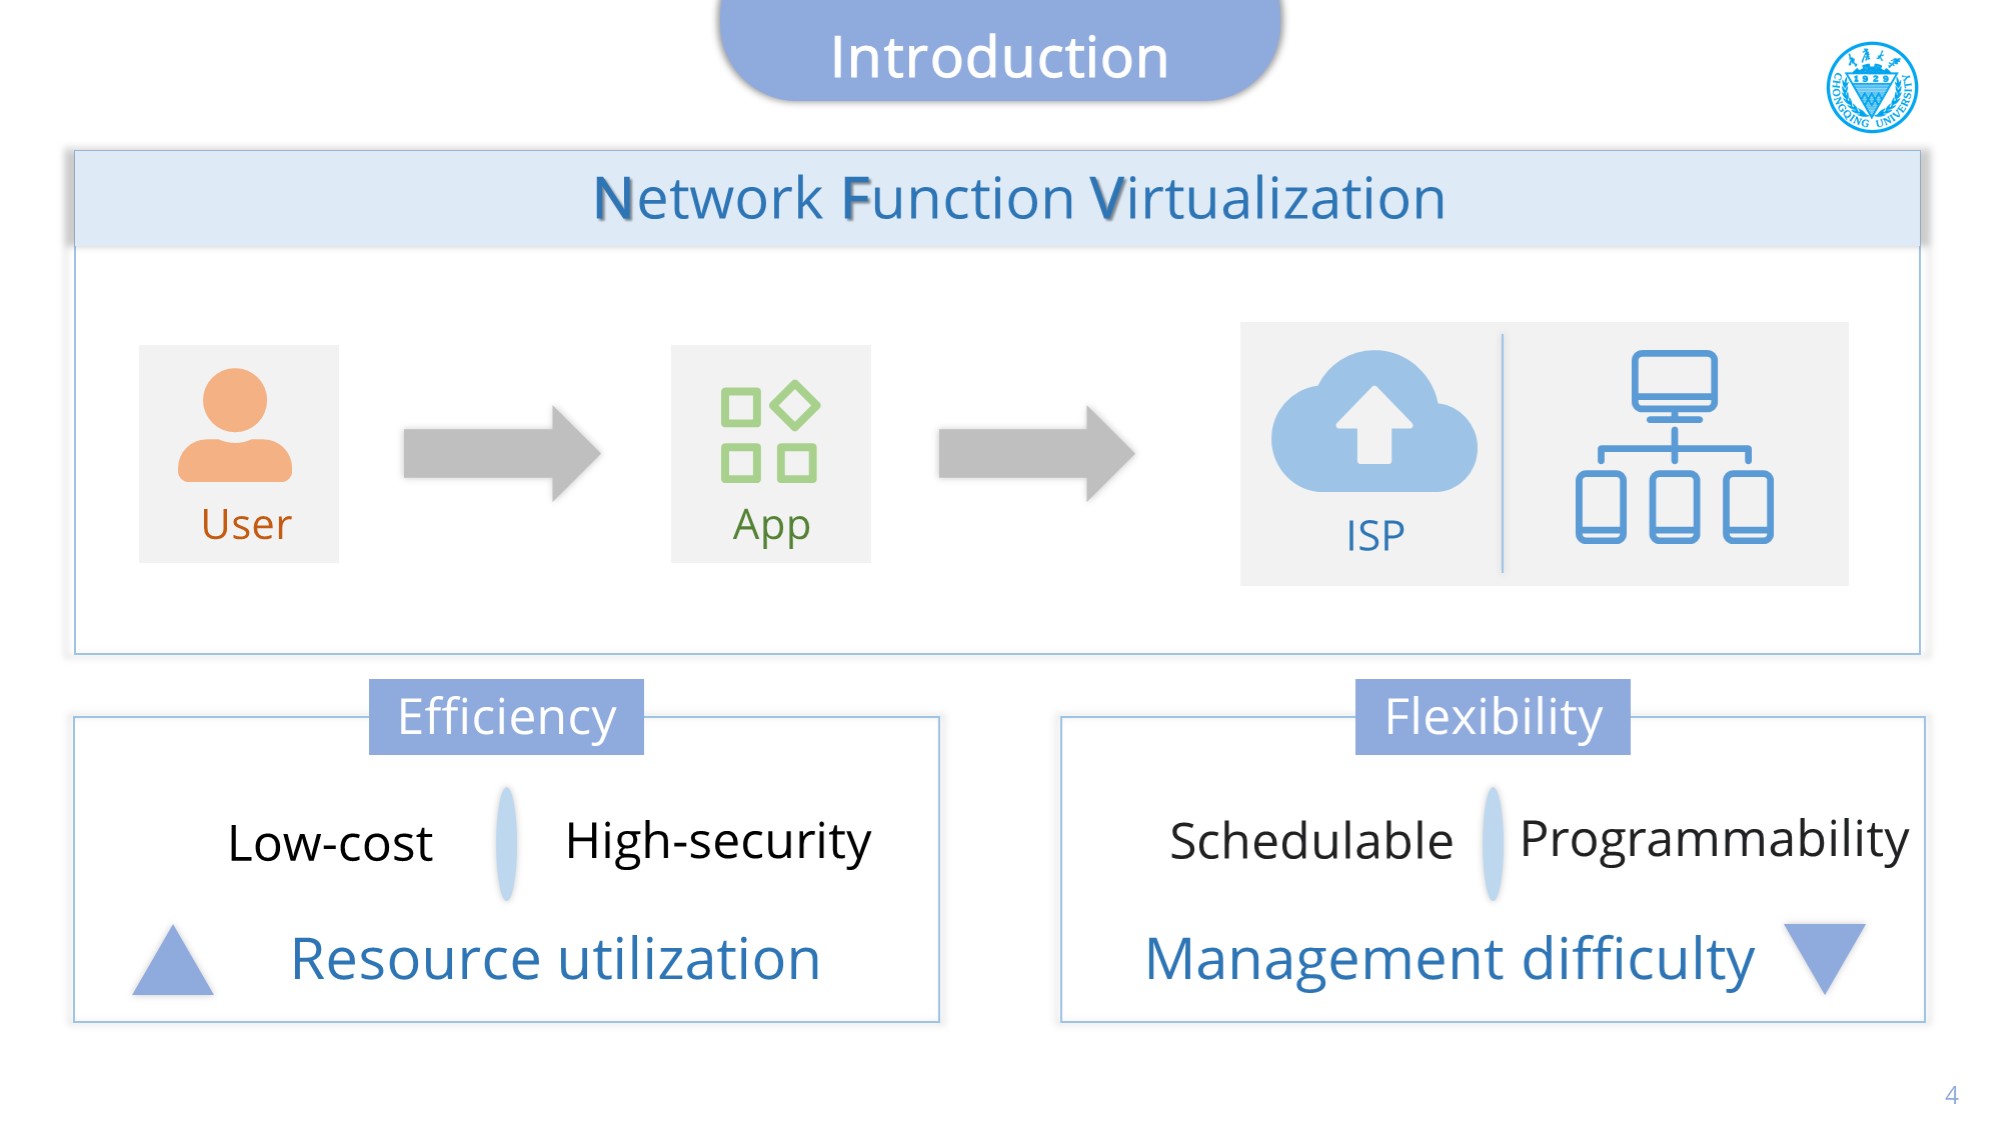 Introduction
1929
CHONGQING UNIVERSITY
Network Function Virtualization
User
App
ISP
Efficiency
Low-cost
High-security
Resource utilization
Flexibility
Schedulable
Programmability
Management difficulty
4